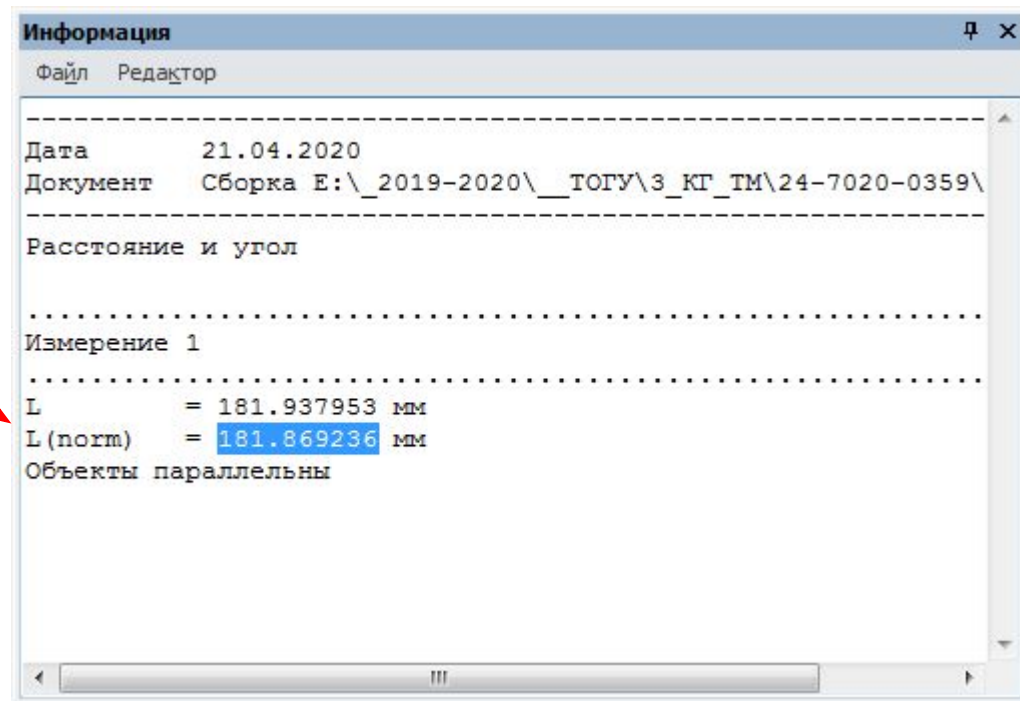 Информация
Файл Редактор
------------------------------------------------------------
Дата 21.04.2020
Документ Сборка E:\_2019-2020\__ТОГУ\3_КГ_ТМ\24-7020-0359\
------------------------------------------------------------
Расстояние и угол
............................................................
Измерение 1
............................................................
L = 181.937953 мм
L(norm) = 181.869236 мм
Объекты параллельны